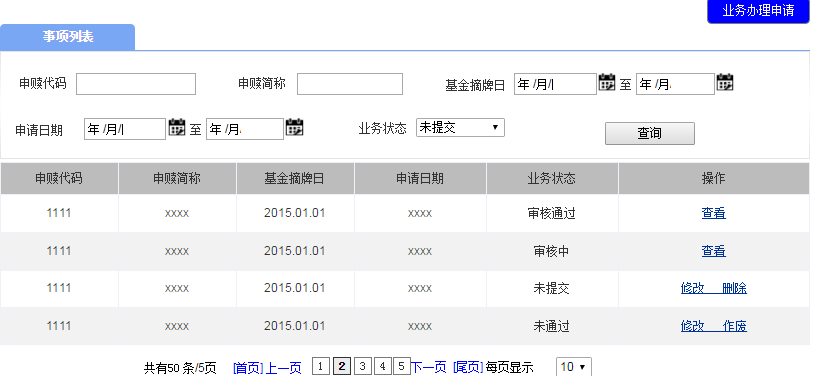 业务办理申请
事项列表
申赎代码 申赎简称 基金摘牌日 年 /月/ 至 年 /月
申请日期 年 /月/ 至 年 /月 业务状态 未提交 查询
申赎代码 申赎简称 基金摘牌日 申请日期 业务状态 操作
1111 xxxx 2015.01.01 xxxx 审核通过 查看
1111 xxxx 2015.01.01 xxxx 审核中 查看
1111 xxxx 2015.01.01 xxxx 未提交 修改 删除
1111 xxxx 2015.01.01 xxxx 未通过 修改 作废
共有50 条/5页 [首页] 上一页 1 2 3 4 5 下一页 [尾页] 每页显示 10